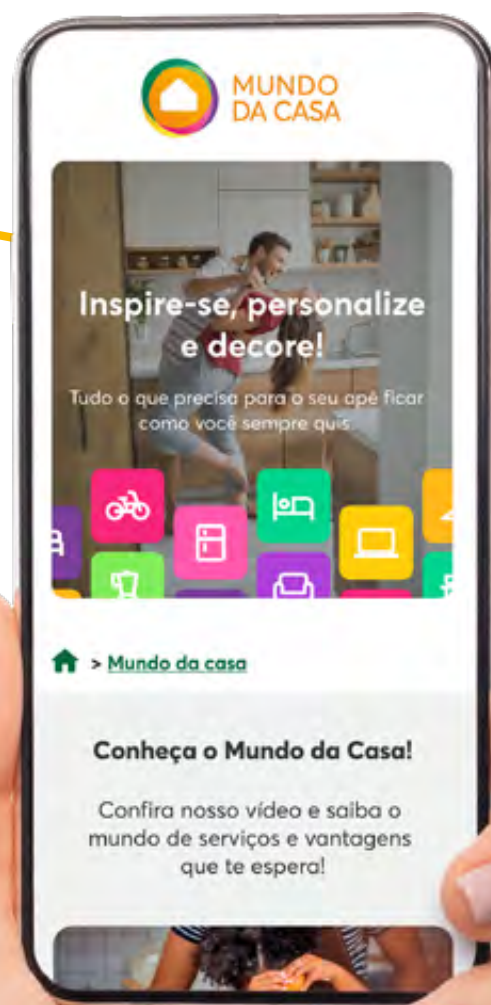 MUNDO
DA CASA
Inspire-se, personalize
e decore!
Tudo o que precisa para o seu apê ficar
como você sempre quis.
> Mundo da casa
Conheça o Mundo da Casa!
Confira nosso vídeo e saiba o
mundo de serviços e vantagens
que te espera!